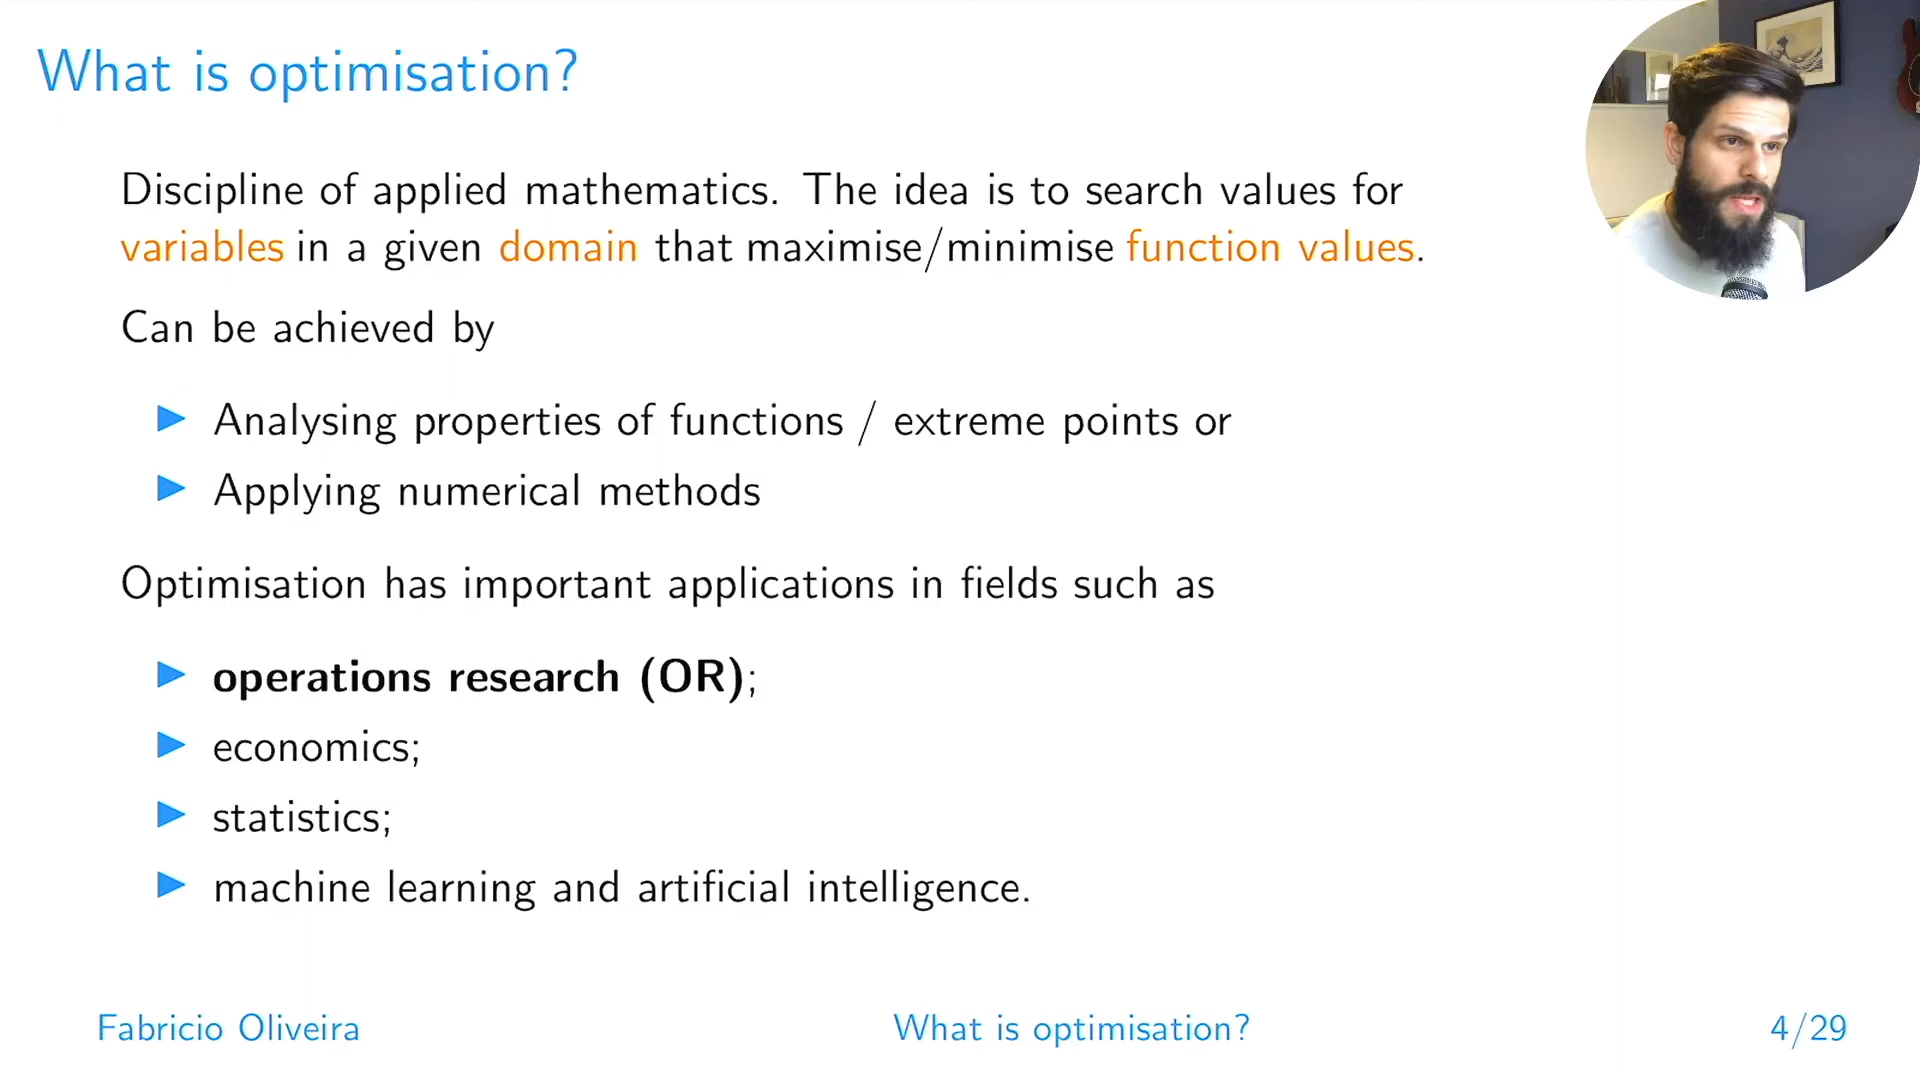 What is optimisation?
Discipline of applied mathematics. The idea is to search values for
variables in a given domain that maximise/minimise function values.
Can be achieved by
▶ Analysing properties of functions / extreme points or
▶ Applying numerical methods
Optimisation has important applications in fields such as
▶ operations research (OR);
▶ economics;
▶ statistics;
▶ machine learning and artificial intelligence.
Fabricio Oliveira What is optimisation? 4/29